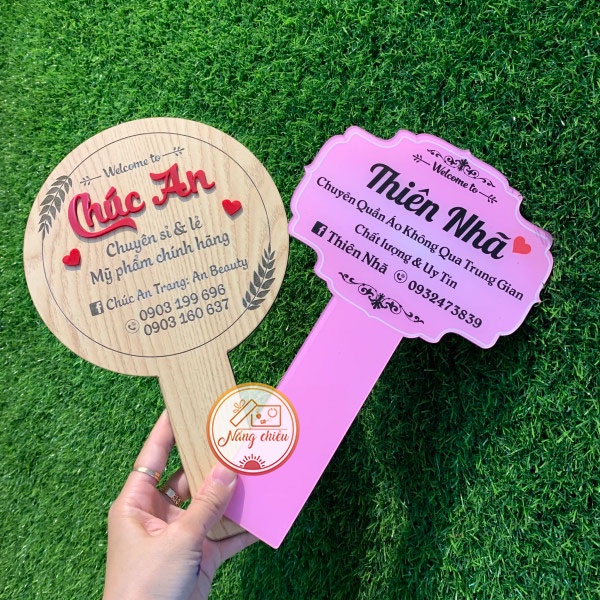 Welcome to
Chúc An
Chuyên sỉ & lẻ
Mỹ phẩm chính hãng
Chúc An Trang: An Beauty
0903 199 696
0903 160 637
Welcome to
Thiên Nhã
Chuyên Quần Áo Không Qua Trung Gian
Chất lượng & Uy Tin
Thiên Nhã 0932473839
Nắng chiều